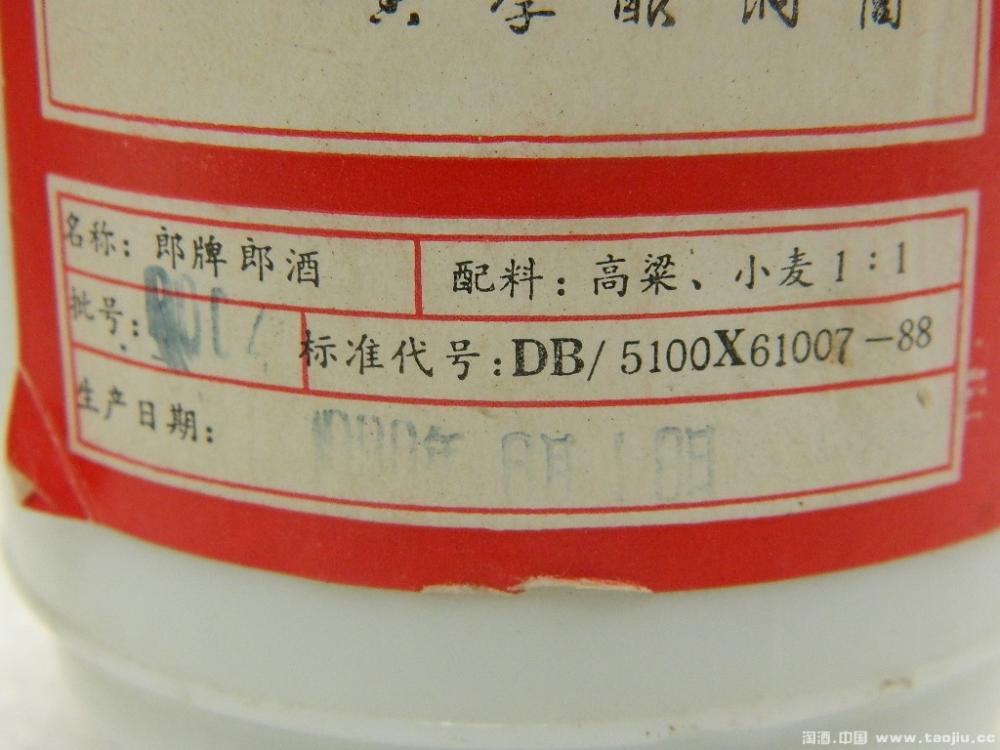 名称：郎牌郎酒
配料：高粱、小麦1：1
批号：
标准代号：DB/5100X61007-88
生产日期：
淘酒.中国 www.taojiu.cc